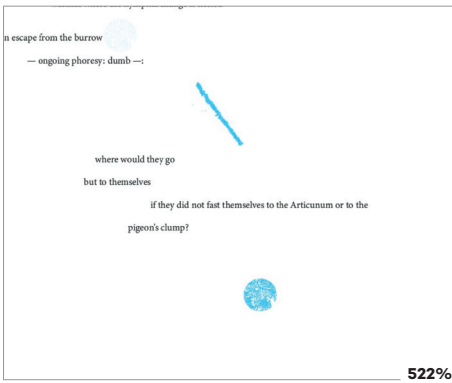 n escape from the burrow
— ongoing phoresy: dumb —:
where would they go
but to themselves
if they did not fast themselves to the Articunum or to the
pigeon's clump?
522%